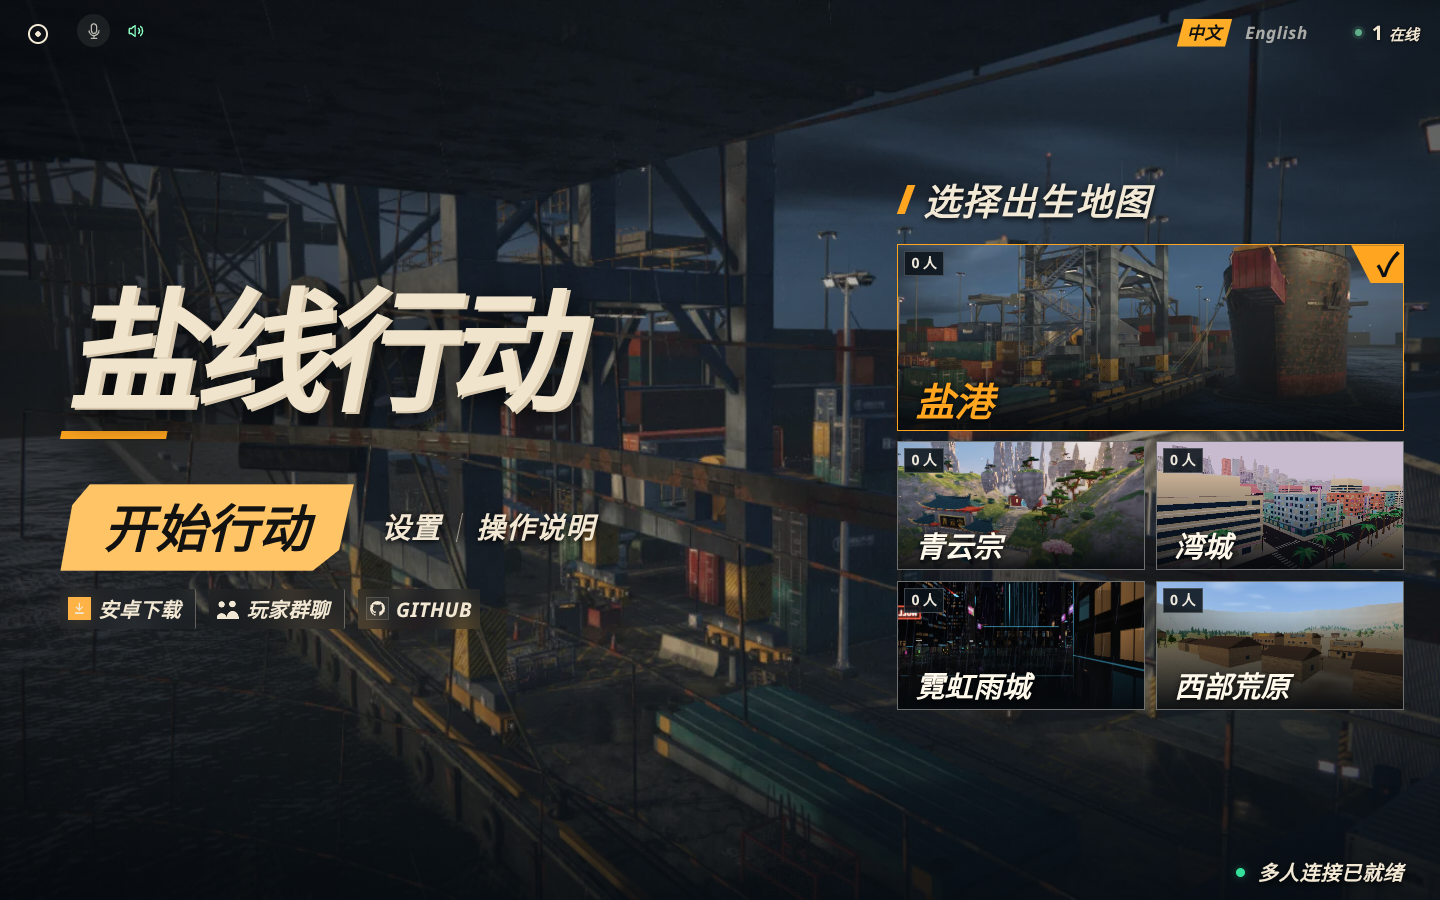 中文 English 1 在线
盐线行动
开始行动
设置 操作说明
安卓下载 玩家群聊 GITHUB
选择出生地图
0 人
盐港
0 人
青云宗
0 人
湾城
0 人
霓虹雨城
0 人
西部荒原
多人连接已就绪